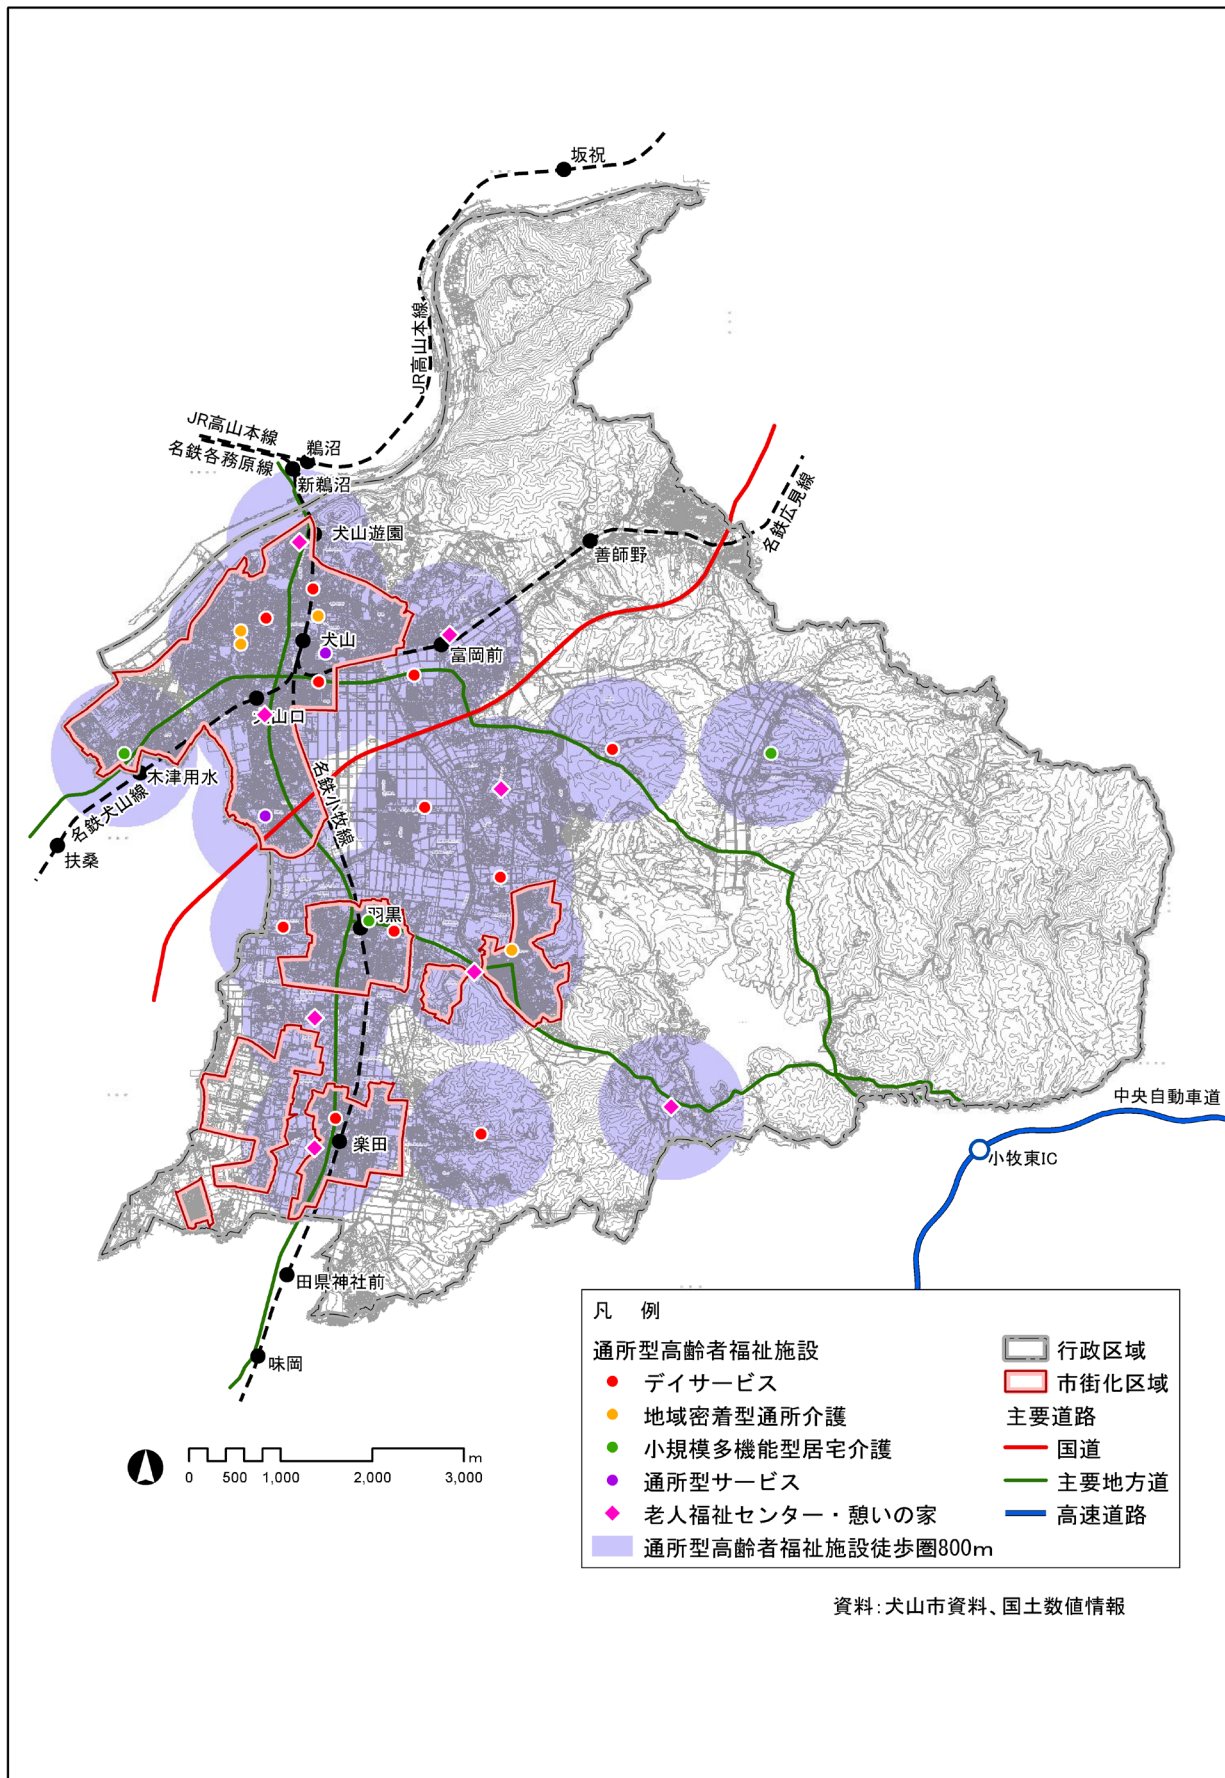 坂祝
JR高山本線
JR高山本線
名鉄各務原線
鵜沼
新鵜沼
犬山遊園
善師野
名鉄広見線
犬山
富岡前
犬山口
木津用水
名鉄犬山線
名鉄小牧線
扶桑
羽黒
楽田
中央自動車道
小牧東IC
田県神社前
味岡
凡 例
通所型高齢者福祉施設
デイサービス
地域密着型通所介護
小規模多機能型居宅介護
通所型サービス
老人福祉センター・憩いの家
通所型高齢者福祉施設徒歩圏800m
行政区域
市街化区域
主要道路
国道
主要地方道
高速道路
0 500 1,000 2,000 3,000 m
資料:犬山市資料、国土数値情報